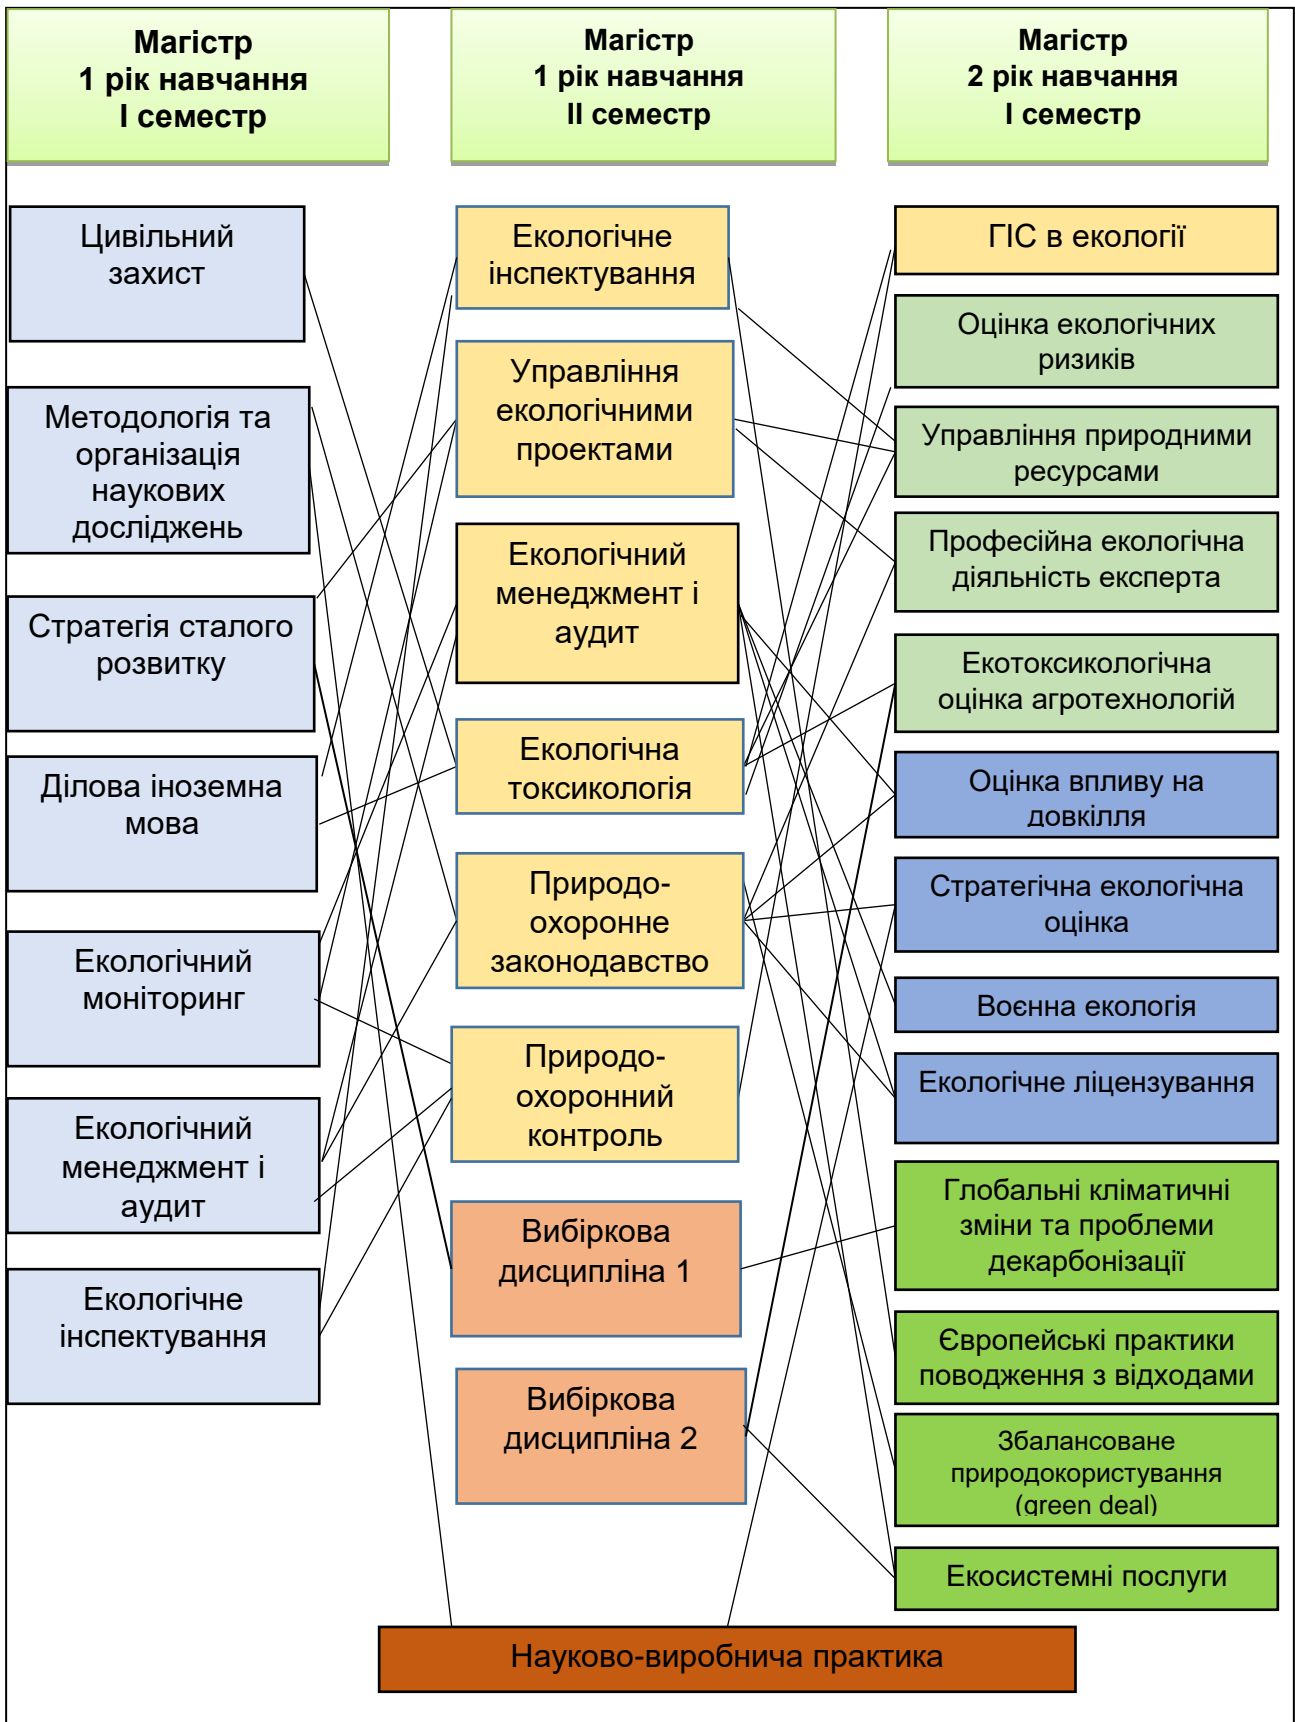 Магістр
1 рік навчання
І семестр
Магістр
1 рік навчання
ІІ семестр
Магістр
2 рік навчання
І семестр
Цивільний
захист
Методологія та
організація
наукових
досліджень
Стратегія сталого
розвитку
Ділова іноземна
мова
Екологічний
моніторинг
Екологічний
менеджмент і
аудит
Екологічне
інспектування
Екологічне
інспектування
Управління
екологічними
проектами
Екологічний
менеджмент і
аудит
Екологічна
токсикологія
Природо-
охоронне
законодавство
Природо-
охоронний
контроль
Вибіркова
дисципліна 1
Вибіркова
дисципліна 2
ГІС в екології
Оцінка екологічних
ризиків
Управління природними
ресурсами
Професійна екологічна
діяльність експерта
Екотоксикологічна
оцінка агротехнологій
Оцінка впливу на
довкілля
Стратегічна екологічна
оцінка
Воєнна екологія
Екологічне ліцензування
Глобальні кліматичні
зміни та проблеми
декарбонізації
Європейські практики
поводження з відходами
Збалансоване
природокористування
(green deal)
Екосистемні послуги
Науково-виробнича практика